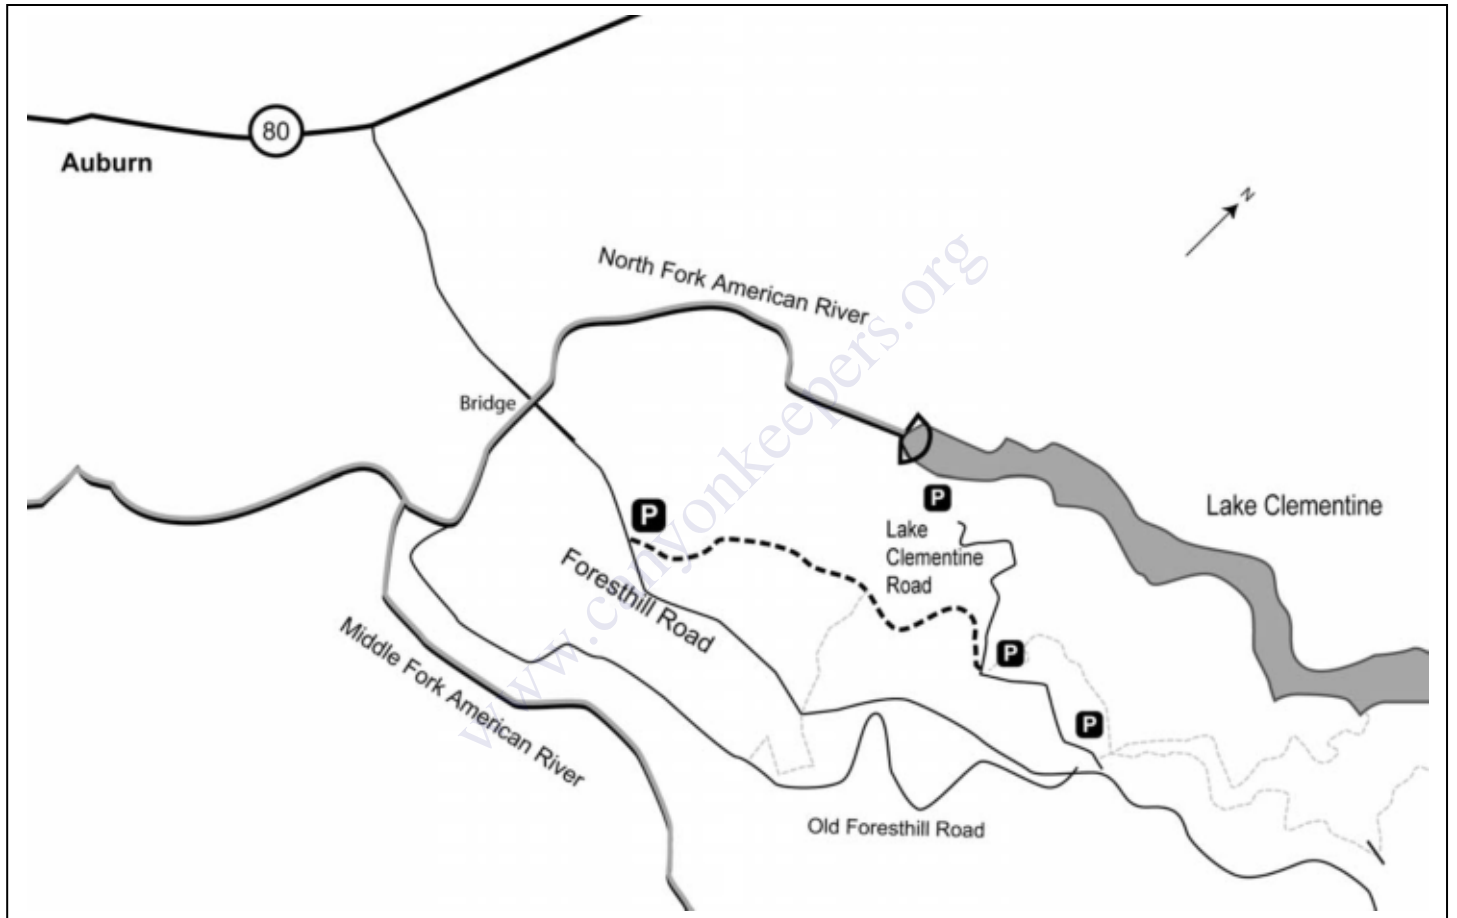 80
Auburn
N
North Fork American River
Bridge
P
P
Lake
Clementine
Road
Lake Clementine
Foresthill Road
P
Middle Fork American River
P
Old Foresthill Road
www.canyonkeepers.org